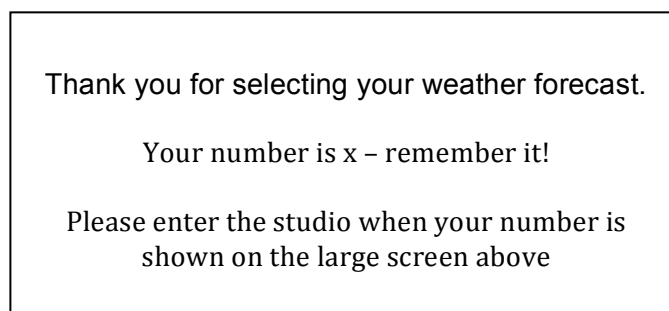 Thank you for selecting your weather forecast.
Your number is x – remember it!
Please enter the studio when your number is
shown on the large screen above